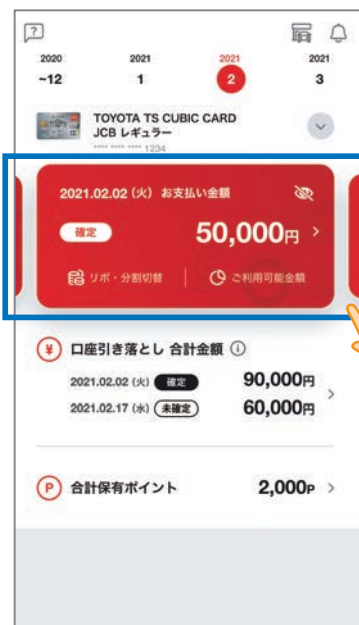 ?
2020 2021 2021 2021
~12 1 2 3
TOYOTA TS CUBIC CARD
JCB レギュラー
**** **** **** 1234
2021.02.02 (火) お支払い金額
確定 50,000円 >
リボ・分割切替 ご利用可能金額
¥ 口座引き落とし 合計金額 i
2021.02.02 (火) 確定 90,000円
2021.02.17 (水) 未確定 60,000円
P 合計保有ポイント 2,000P >